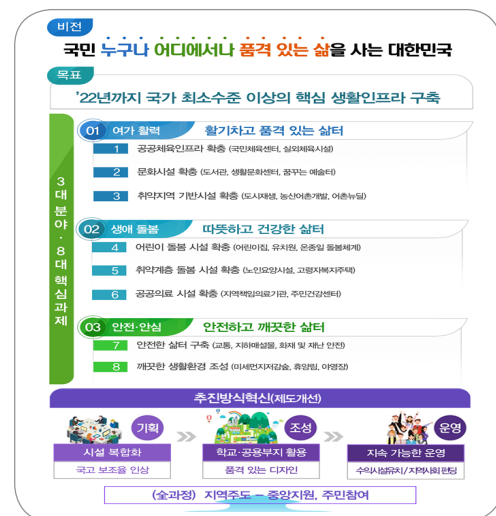 비전
국민 누구나 어디에서나 품격 있는 삶을 사는 대한민국
목표
'22년까지 국가 최소수준 이상의 핵심 생활인프라 구축
3대 분야·8대 핵심과제
01 여가 활력 활기차고 품격 있는 삶터
1 공공체육인프라 확충 (국민체육센터, 실외체육시설)
2 문화시설 확충 (도서관, 생활문화센터, 꿈꾸는 예술터)
3 취약지역 기반시설 확충 (도시재생, 농산어촌개발, 어촌뉴딜)
02 생애 돌봄 따뜻하고 건강한 삶터
4 어린이 돌봄 시설 확충 (어린이집, 유치원, 온종일 돌봄체계)
5 취약계층 돌봄 시설 확충 (노인요양시설, 고령자복지주택)
6 공공의료 시설 확충 (지역책임의료기관, 주민건강센터)
03 안전·안심 안전하고 깨끗한 삶터
7 안전한 삶터 구축 (교통, 지하매설물, 화재 및 재난 안전)
8 깨끗한 생활환경 조성 (미세먼지저감숲, 휴양림, 야영장)
추진방식혁신(제도개선)
기획 조성 운영
시설 복합화 학교·공용부지 활용 지속 가능한 운영
국고 보조율 인상 품격 있는 디자인 수익시설유치/지역사회 펀딩
(全과정) 지역주도 – 중앙지원, 주민참여